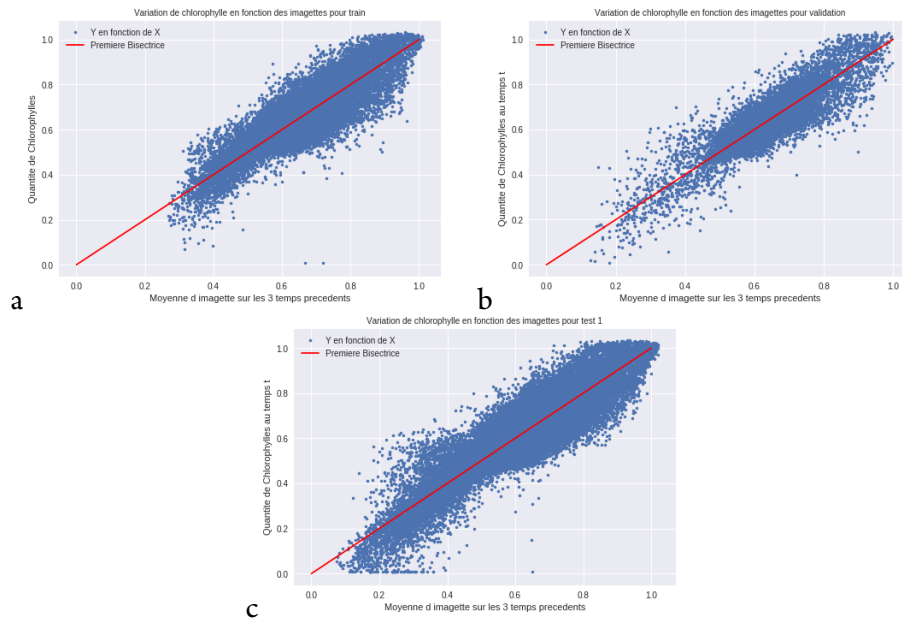 Variation de chlorophylle en fonction des imagettes pour train
Y en fonction de X
Premiere Bisectrice
1.0
0.8
0.6
0.4
0.2
0.0
Quantite de Chlorophylles
0.0 0.2 0.4 0.6 0.8 1.0
Moyenne d imagette sur les 3 temps precedents
a
Variation de chlorophylle en fonction des imagettes pour validation
Y en fonction de X
Premiere Bisectrice
1.0
0.8
0.6
0.4
0.2
0.0
Quantite de Chlorophylles au temps t
0.0 0.2 0.4 0.6 0.8 1.0
Moyenne d imagette sur les 3 temps precedents
b
Variation de chlorophylle en fonction des imagettes pour test 1
Y en fonction de X
Premiere Bisectrice
1.0
0.8
0.6
0.4
0.2
0.0
Quantite de Chlorophylles au temps t
0.0 0.2 0.4 0.6 0.8 1.0
Moyenne d imagette sur les 3 temps precedents
c